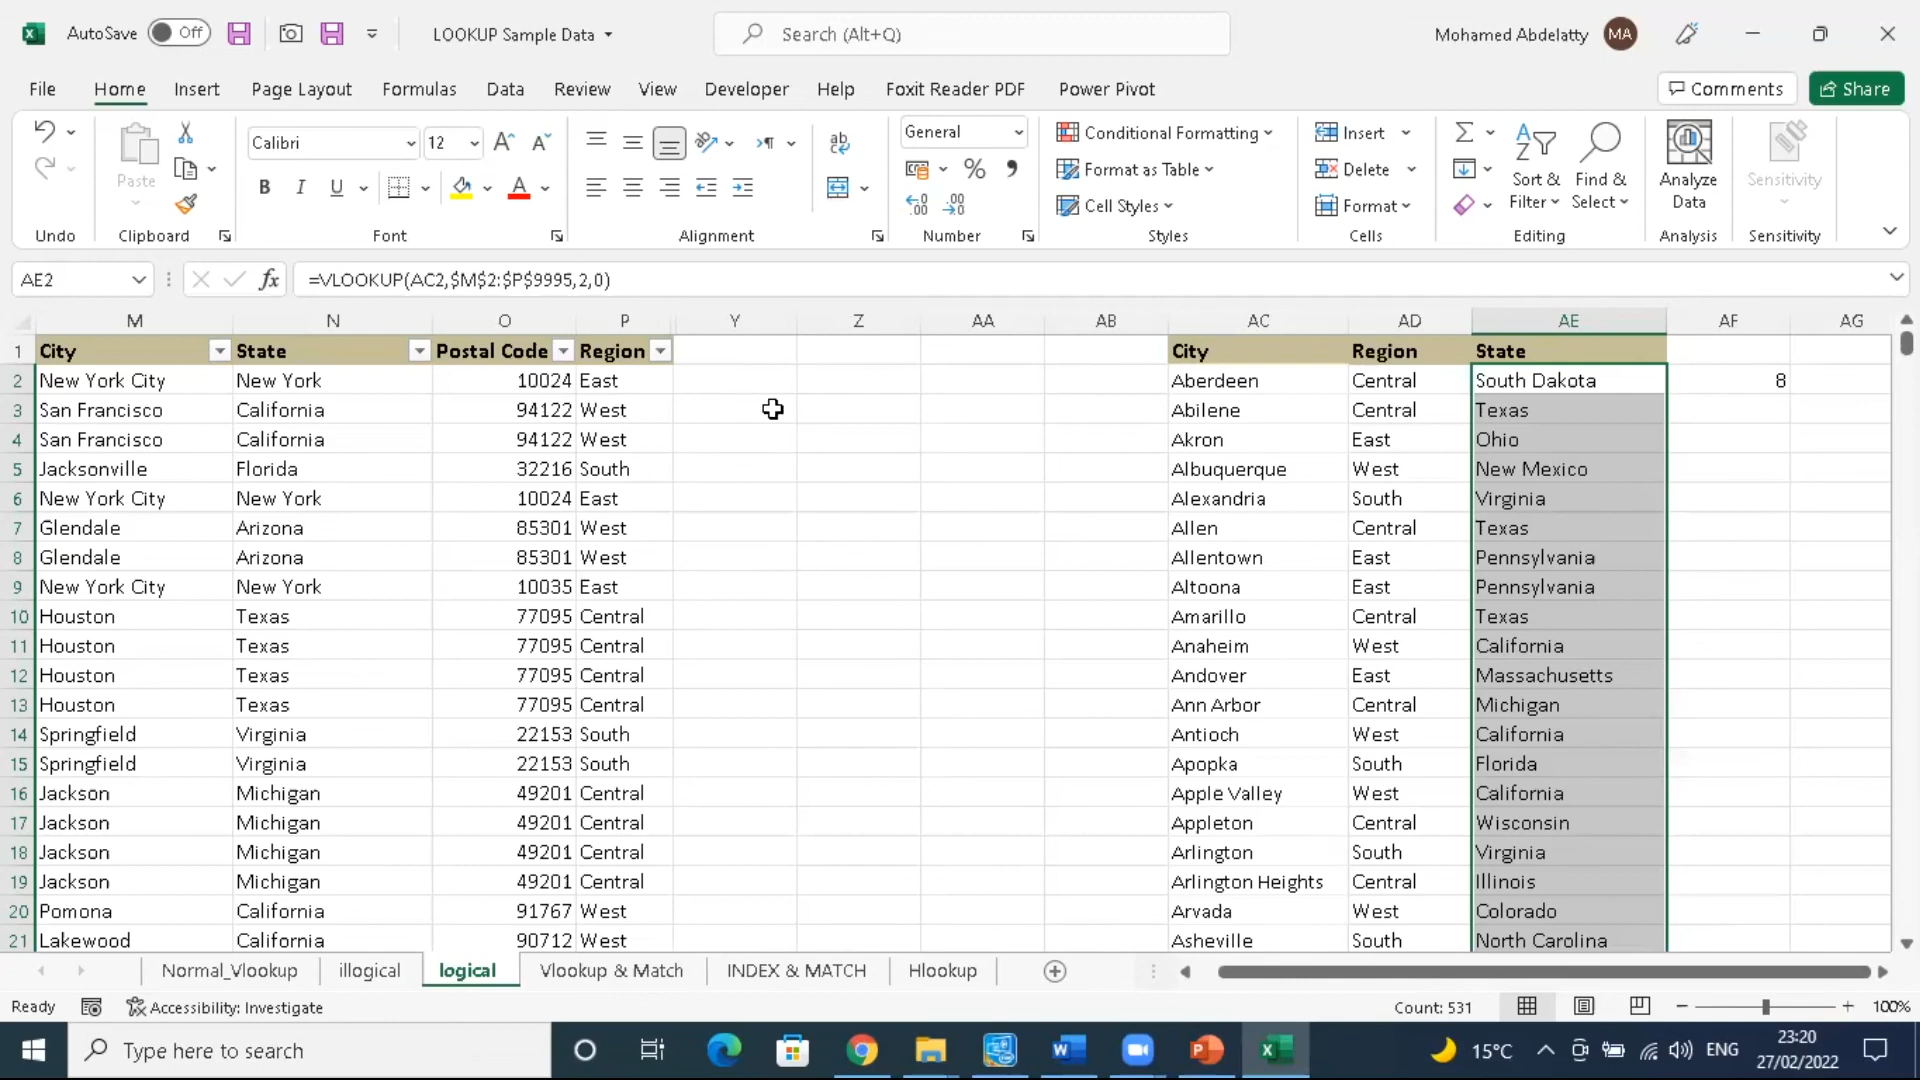 AutoSave Off LOOKUP Sample Data Search (Alt+Q) Mohamed Abdelatty MA
File Home Insert Page Layout Formulas Data Review View Developer Help Foxit Reader PDF Power Pivot Comments Share
Paste Calibri 12 General Conditional Formatting Insert
Format as Table Delete Sort & Filter Find & Select Analyze Data Sensitivity
Cell Styles Format
Undo Clipboard Font Alignment Number Styles Cells Editing Analysis Sensitivity
AE2 fx =VLOOKUP(AC2,$M$2:$P$9995,2,0)
M N O P Y Z AA AB AC AD AE AF AG
1 City State Postal Code Region City Region State
2 New York City New York 10024 East Aberdeen Central South Dakota 8
3 San Francisco California 94122 West Abilene Central Texas
4 San Francisco California 94122 West Akron East Ohio
5 Jacksonville Florida 32216 South Albuquerque West New Mexico
6 New York City New York 10024 East Alexandria South Virginia
7 Glendale Arizona 85301 West Allen Central Texas
8 Glendale Arizona 85301 West Allentown East Pennsylvania
9 New York City New York 10035 East Altoona East Pennsylvania
10 Houston Texas 77095 Central Amarillo Central Texas
11 Houston Texas 77095 Central Anaheim West California
12 Houston Texas 77095 Central Andover East Massachusetts
13 Houston Texas 77095 Central Ann Arbor Central Michigan
14 Springfield Virginia 22153 South Antioch West California
15 Springfield Virginia 22153 South Apopka South Florida
16 Jackson Michigan 49201 Central Apple Valley West California
17 Jackson Michigan 49201 Central Appleton Central Wisconsin
18 Jackson Michigan 49201 Central Arlington South Virginia
19 Jackson Michigan 49201 Central Arlington Heights Central Illinois
20 Pomona California 91767 West Arvada West Colorado
21 Lakewood California 90712 West Asheville South North Carolina
Normal_Vlookup illogical logical Vlookup & Match INDEX & MATCH Hlookup
Ready Accessibility: Investigate Count: 531 100%
Type here to search 15°C ENG 23:20
27/02/2022